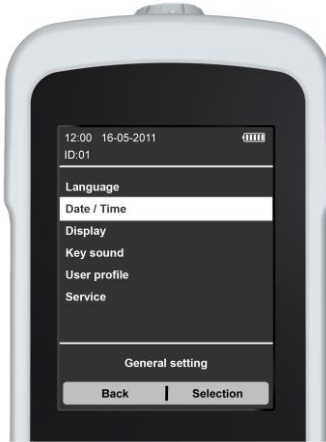 12:00 16-05-2011
ID:01
Language
Date / Time
Display
Key sound
User profile
Service
General setting
Back | Selection